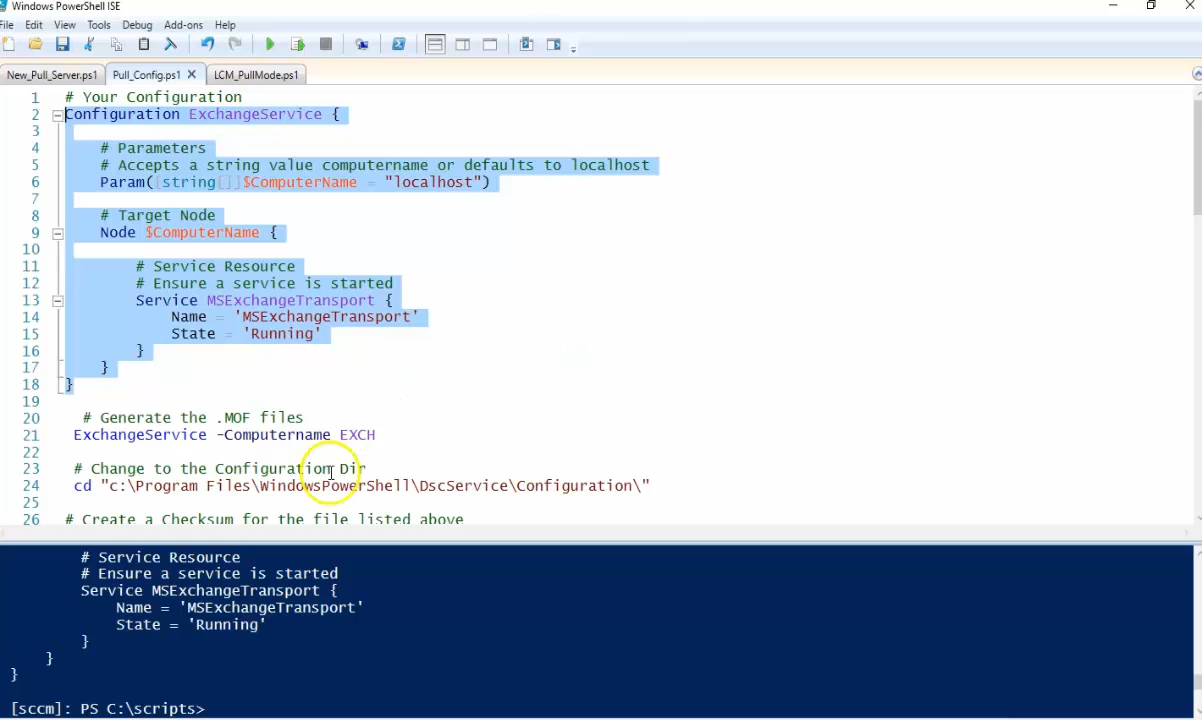 Windows PowerShell ISE
File Edit View Tools Debug Add-ons Help
New_Pull_Server.ps1 Pull_Config.ps1 LCM_PullMode.ps1
1 # Your Configuration
2 Configuration ExchangeService {
3
4 # Parameters
5 # Accepts a string value computername or defaults to localhost
6 Param([string[]]$ComputerName = "localhost")
7
8 # Target Node
9 Node $ComputerName {
10
11 # Service Resource
12 # Ensure a service is started
13 Service MSExchangeTransport {
14 Name = 'MSExchangeTransport'
15 State = 'Running'
16 }
17 }
18 }
19
20 # Generate the .MOF files
21 ExchangeService -Computername EXCH
22
23 # Change to the Configuration Dir
24 cd "c:\Program Files\WindowsPowerShell\DscService\Configuration\"
25
26 # Create a Checksum for the file listed above
# Service Resource
# Ensure a service is started
Service MSExchangeTransport {
Name = 'MSExchangeTransport'
State = 'Running'
}
}
}
[sccm]: PS C:\scripts>